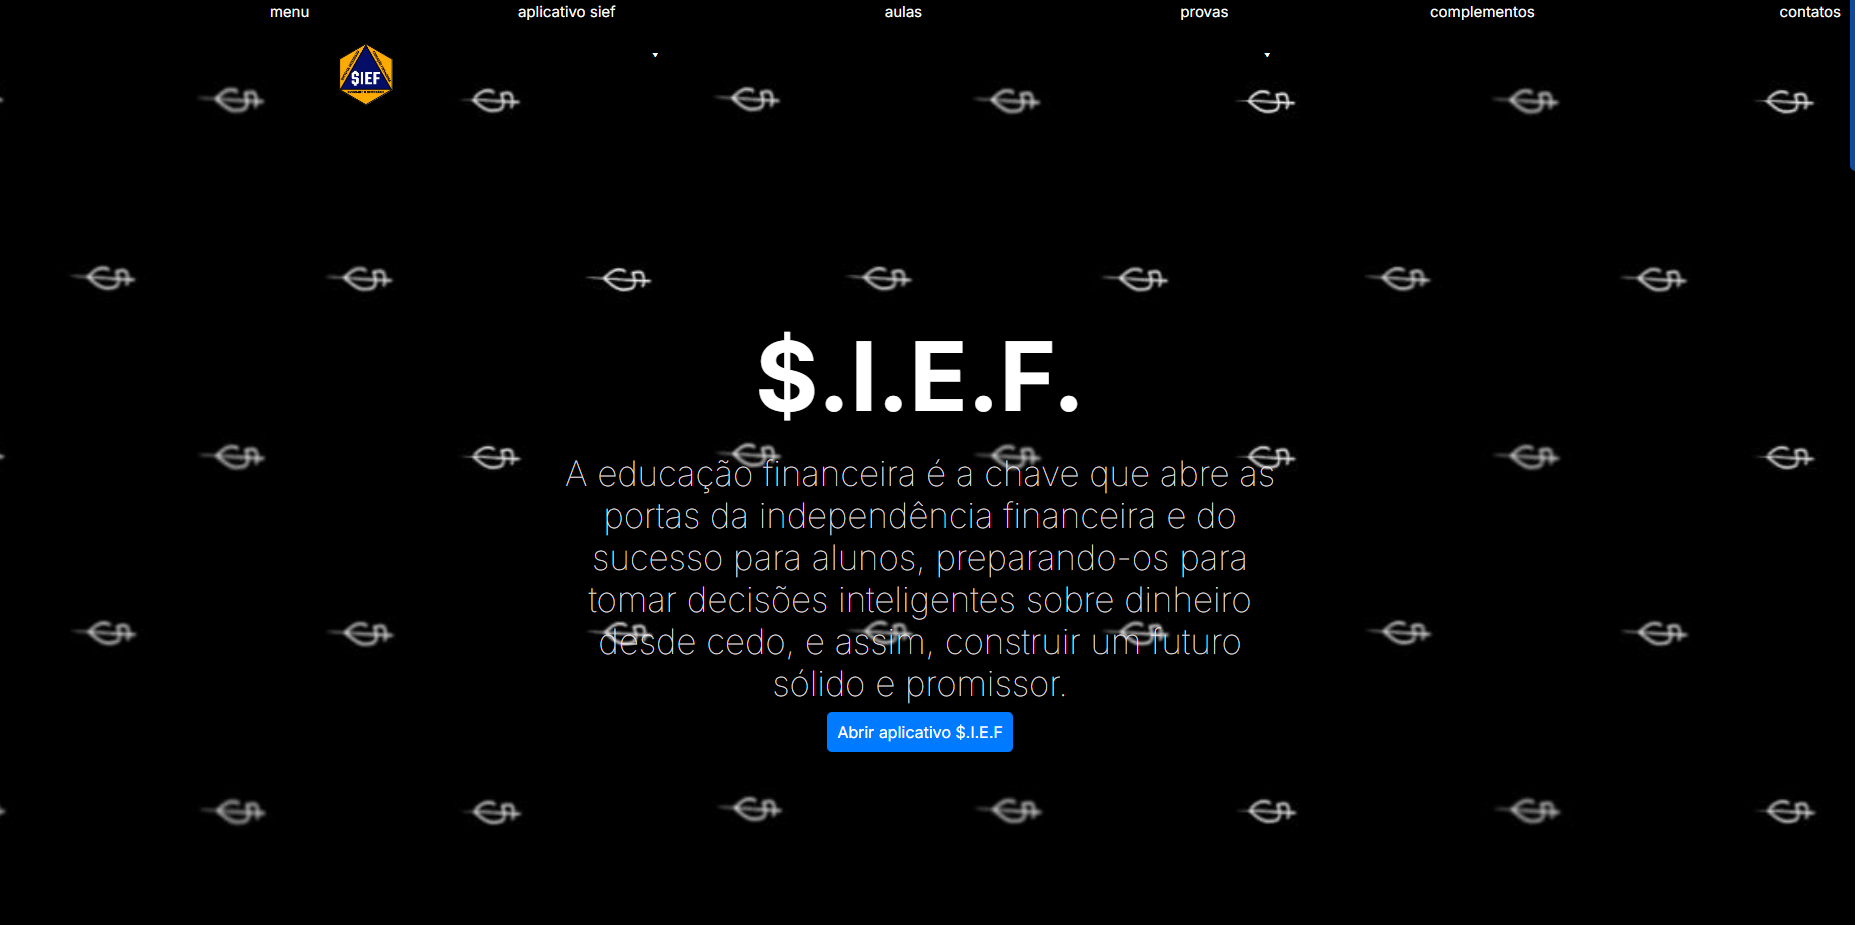 menu aplicativo sief aulas provas complementos contatos
$IEF
$.I.E.F.
A educação financeira é a chave que abre as
portas da independência financeira e do
sucesso para alunos, preparando-os para
tomar decisões inteligentes sobre dinheiro
desde cedo, e assim, construir um futuro
sólido e promissor.
Abrir aplicativo $.I.E.F